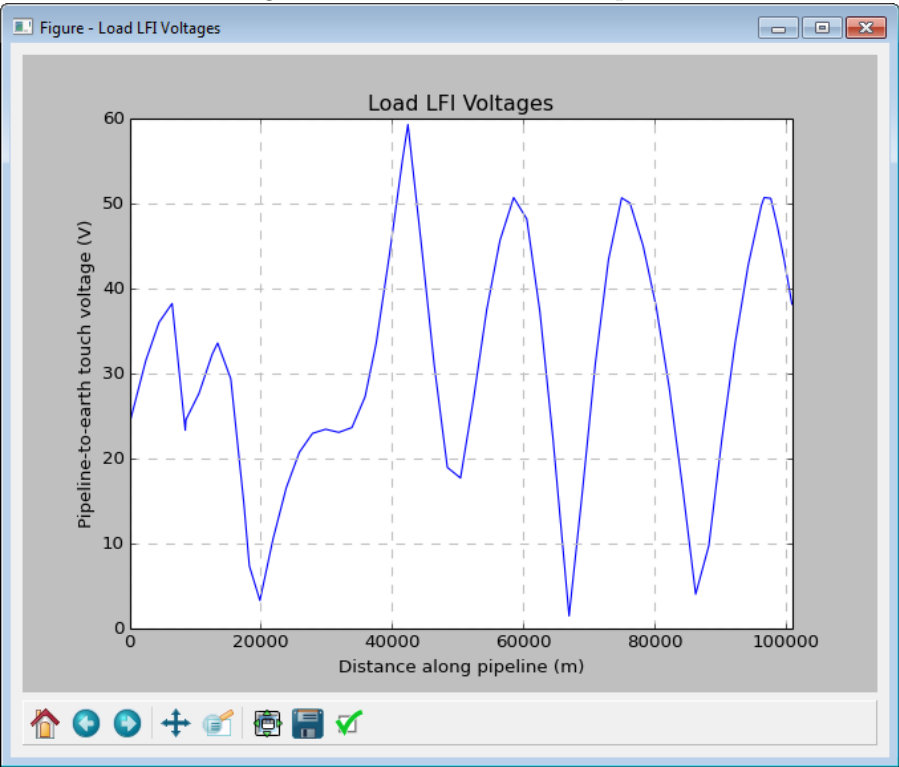 Figure - Load LFI Voltages
Load LFI Voltages
60
50
40
30
20
10
0
Pipeline-to-earth touch voltage (V)
0 20000 40000 60000 80000 100000
Distance along pipeline (m)